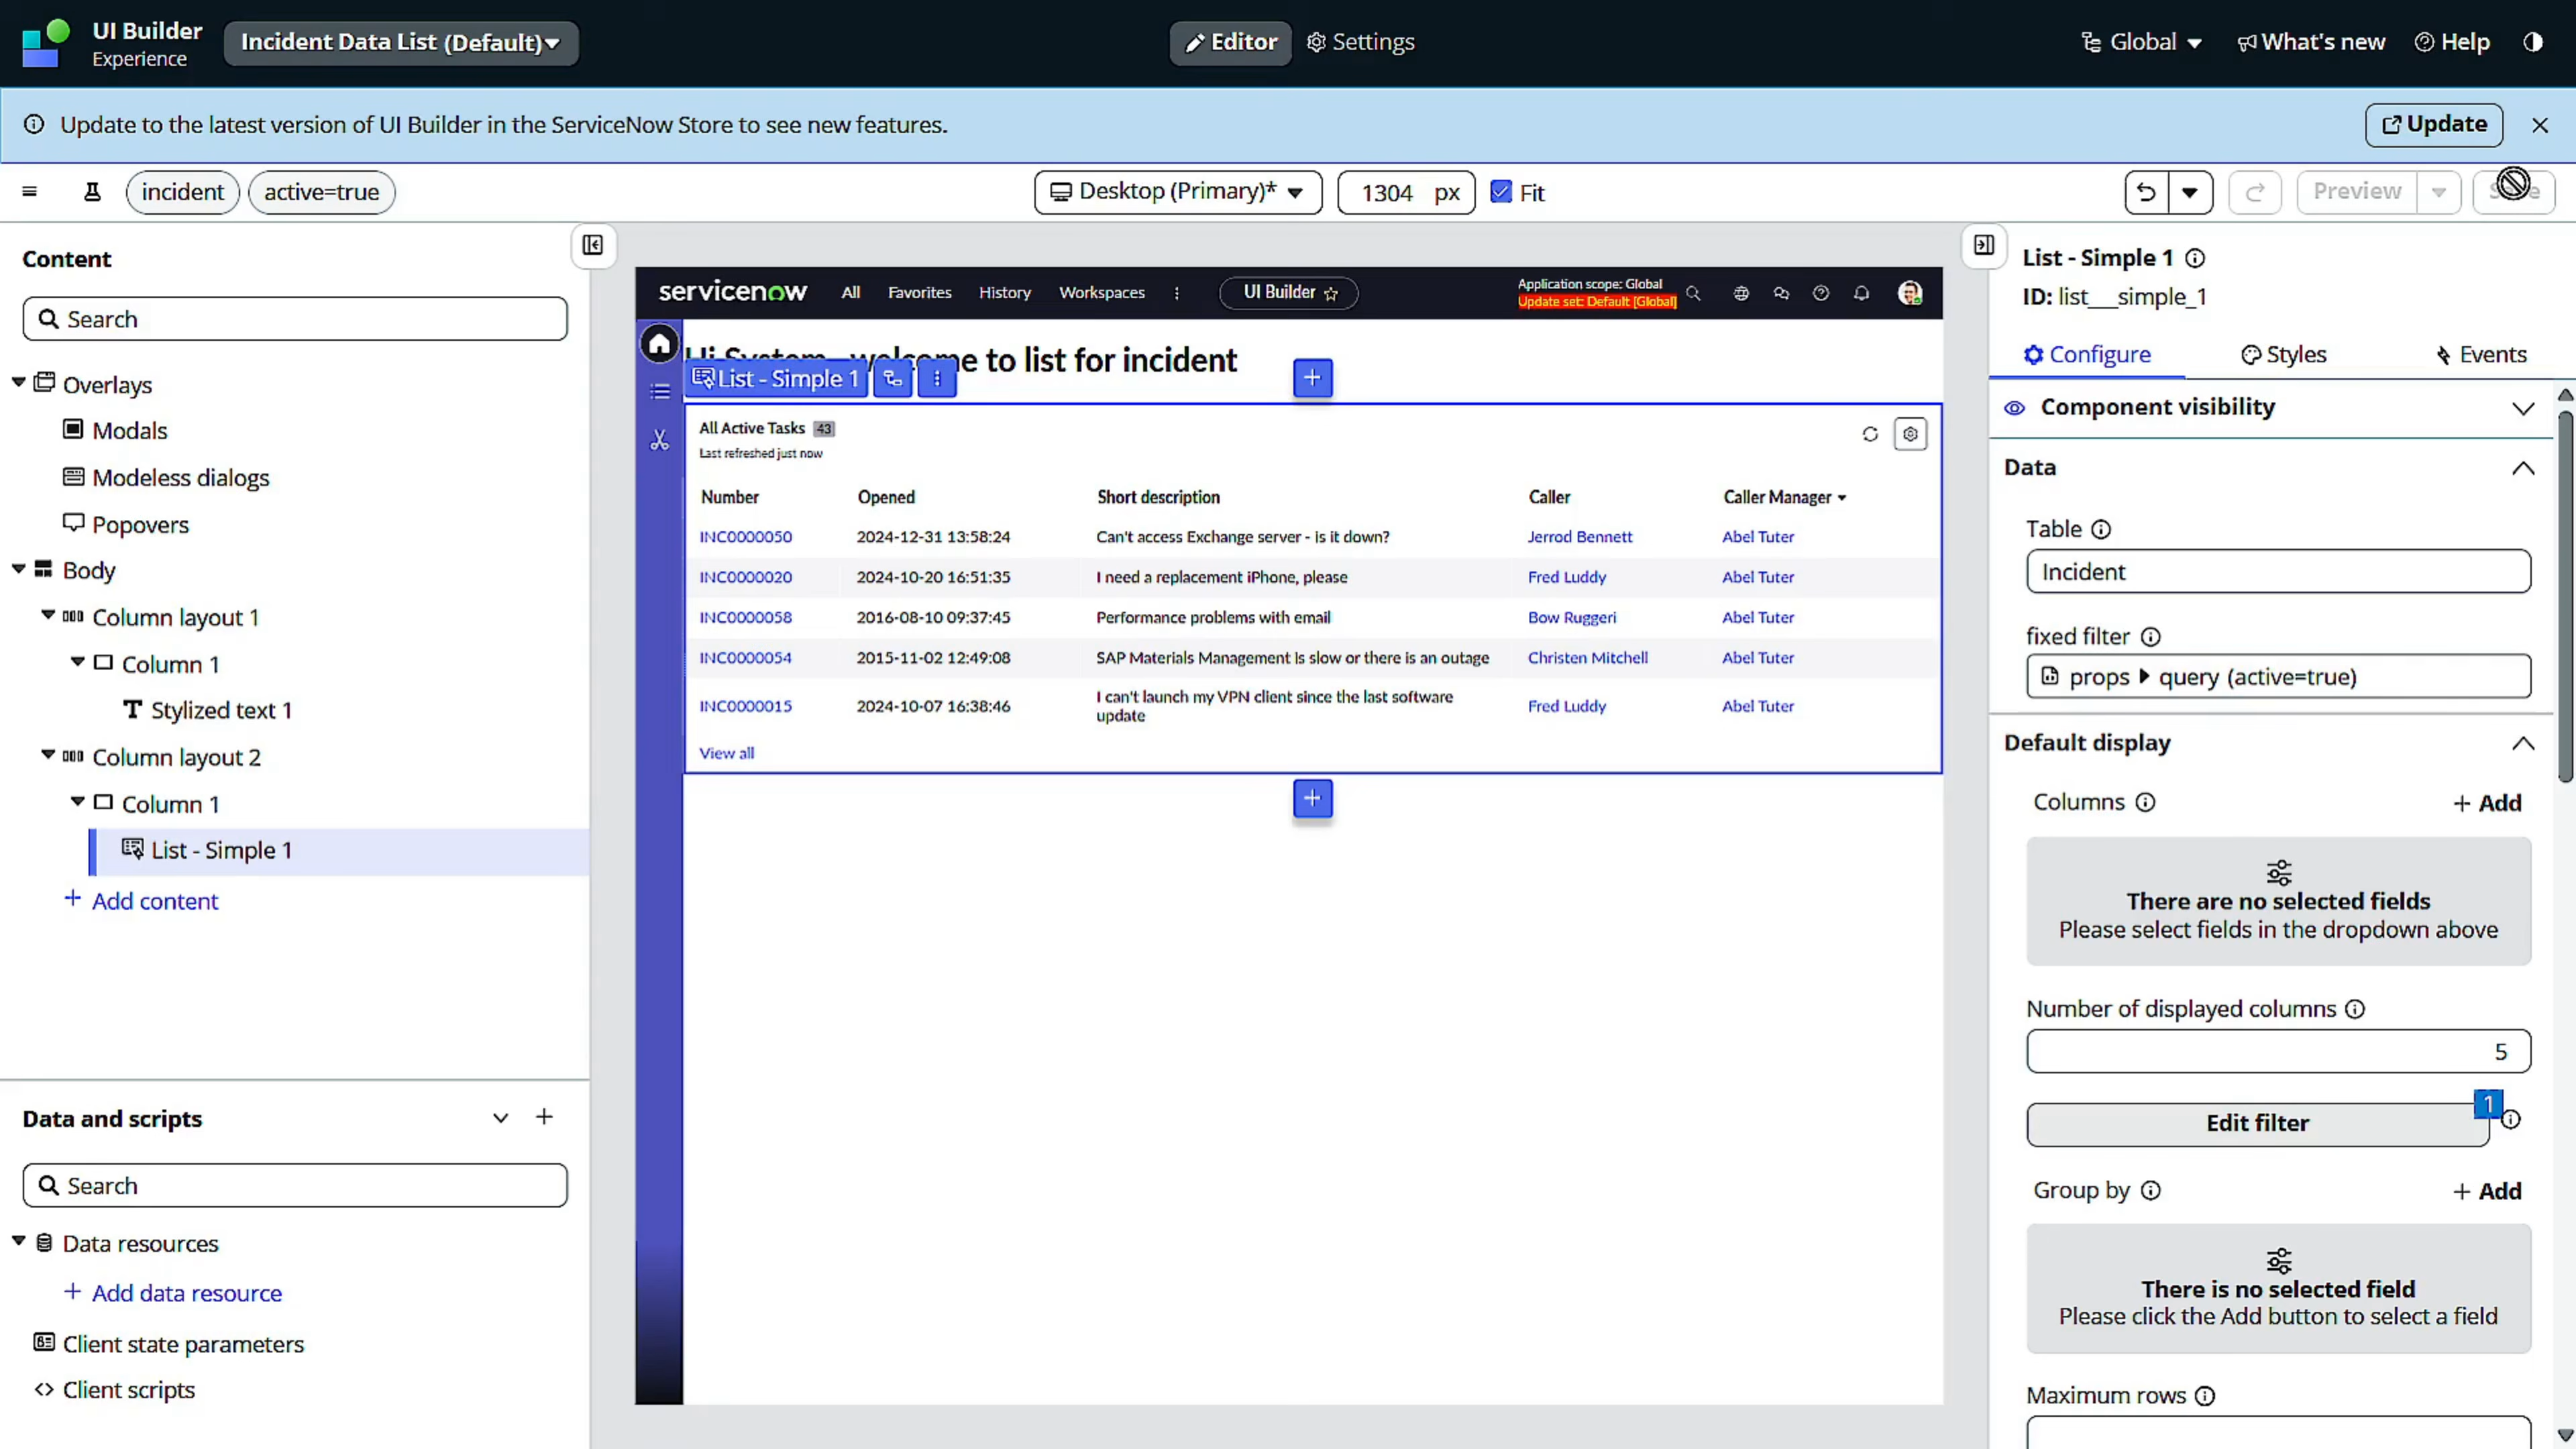 UI Builder
Experience
Incident Data List (Default)
Editor
Settings
Global
What's new
Help
Update to the latest version of UI Builder in the ServiceNow Store to see new features.
Update
incident
active=true
Desktop (Primary)*
1304 px
Fit
Preview
Content
Search
Overlays
Modals
Modeless dialogs
Popovers
Body
Column layout 1
Column 1
Stylized text 1
Column layout 2
Column 1
List - Simple 1
Add content
Data and scripts
Search
Data resources
Add data resource
Client state parameters
Client scripts
servicenow
All
Favorites
History
Workspaces
UI Builder
Application scope: Global
Update set: Default [Global]
to list for incident
List - Simple 1
All Active Tasks 43
Last refreshed just now
Number Opened Short description Caller Caller Manager
INC0000050 2024-12-31 13:58:24 Can't access Exchange server - is it down? Jerrod Bennett Abel Tuter
INC0000020 2024-10-20 16:51:35 I need a replacement iPhone, please Fred Luddy Abel Tuter
INC0000058 2016-08-10 09:37:45 Performance problems with email Bow Ruggeri Abel Tuter
INC0000054 2015-11-02 12:49:08 SAP Materials Management is slow or there is an outage Christen Mitchell Abel Tuter
INC0000015 2024-10-07 16:38:46 I can't launch my VPN client since the last software update Fred Luddy Abel Tuter
View all
List - Simple 1
ID: list__simple_1
Configure
Styles
Events
Component visibility
Data
Table
Incident
fixed filter
props query (active=true)
Default display
Columns
Add
There are no selected fields
Please select fields in the dropdown above
Number of displayed columns
5
1
Edit filter
Group by
Add
There is no selected field
Please click the Add button to select a field
Maximum rows